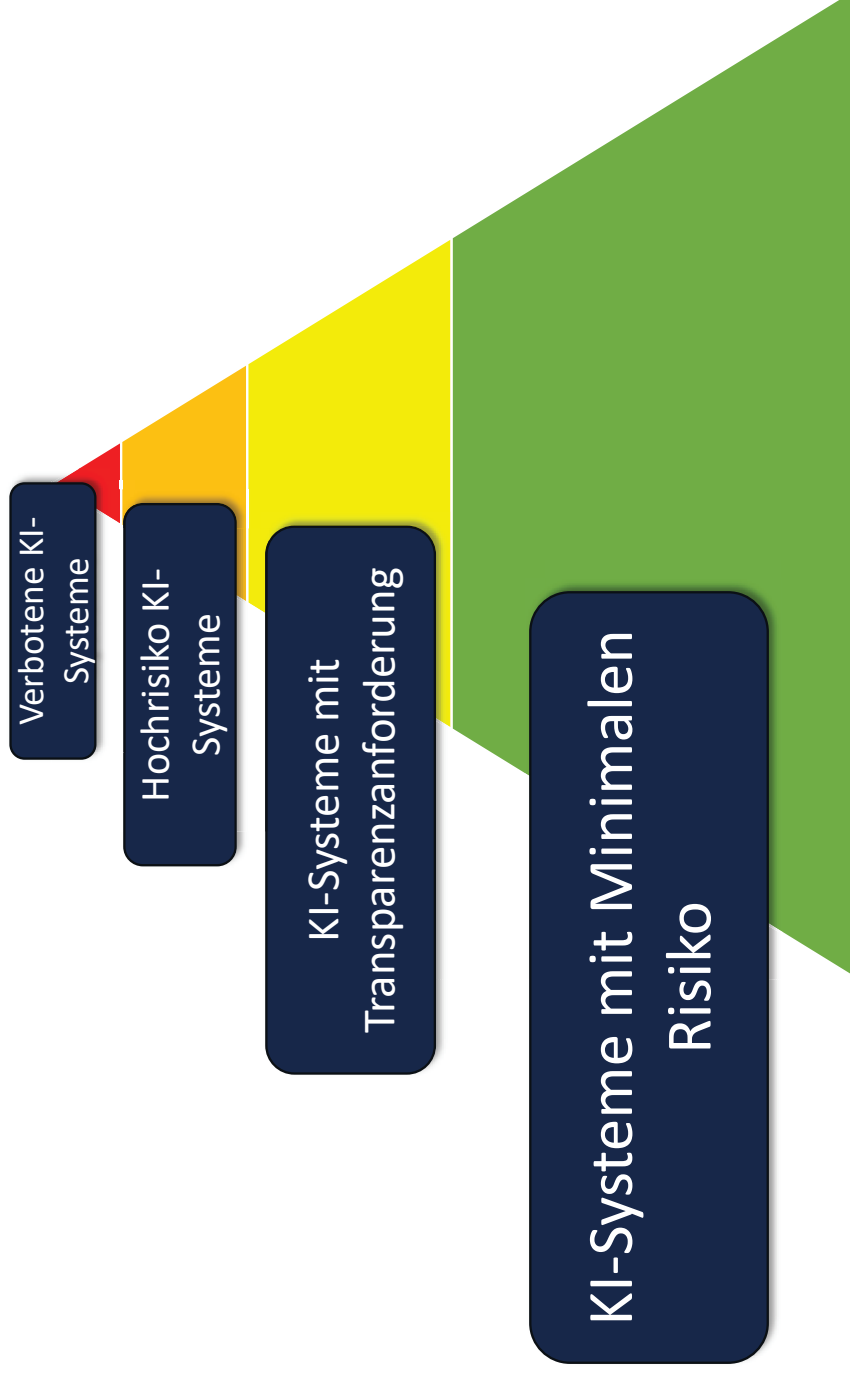 Verbotene KI-
Systeme
Hochrisiko KI-
Systeme
KI-Systeme mit
Transparenzanforderung
KI-Systeme mit Minimalen
Risiko